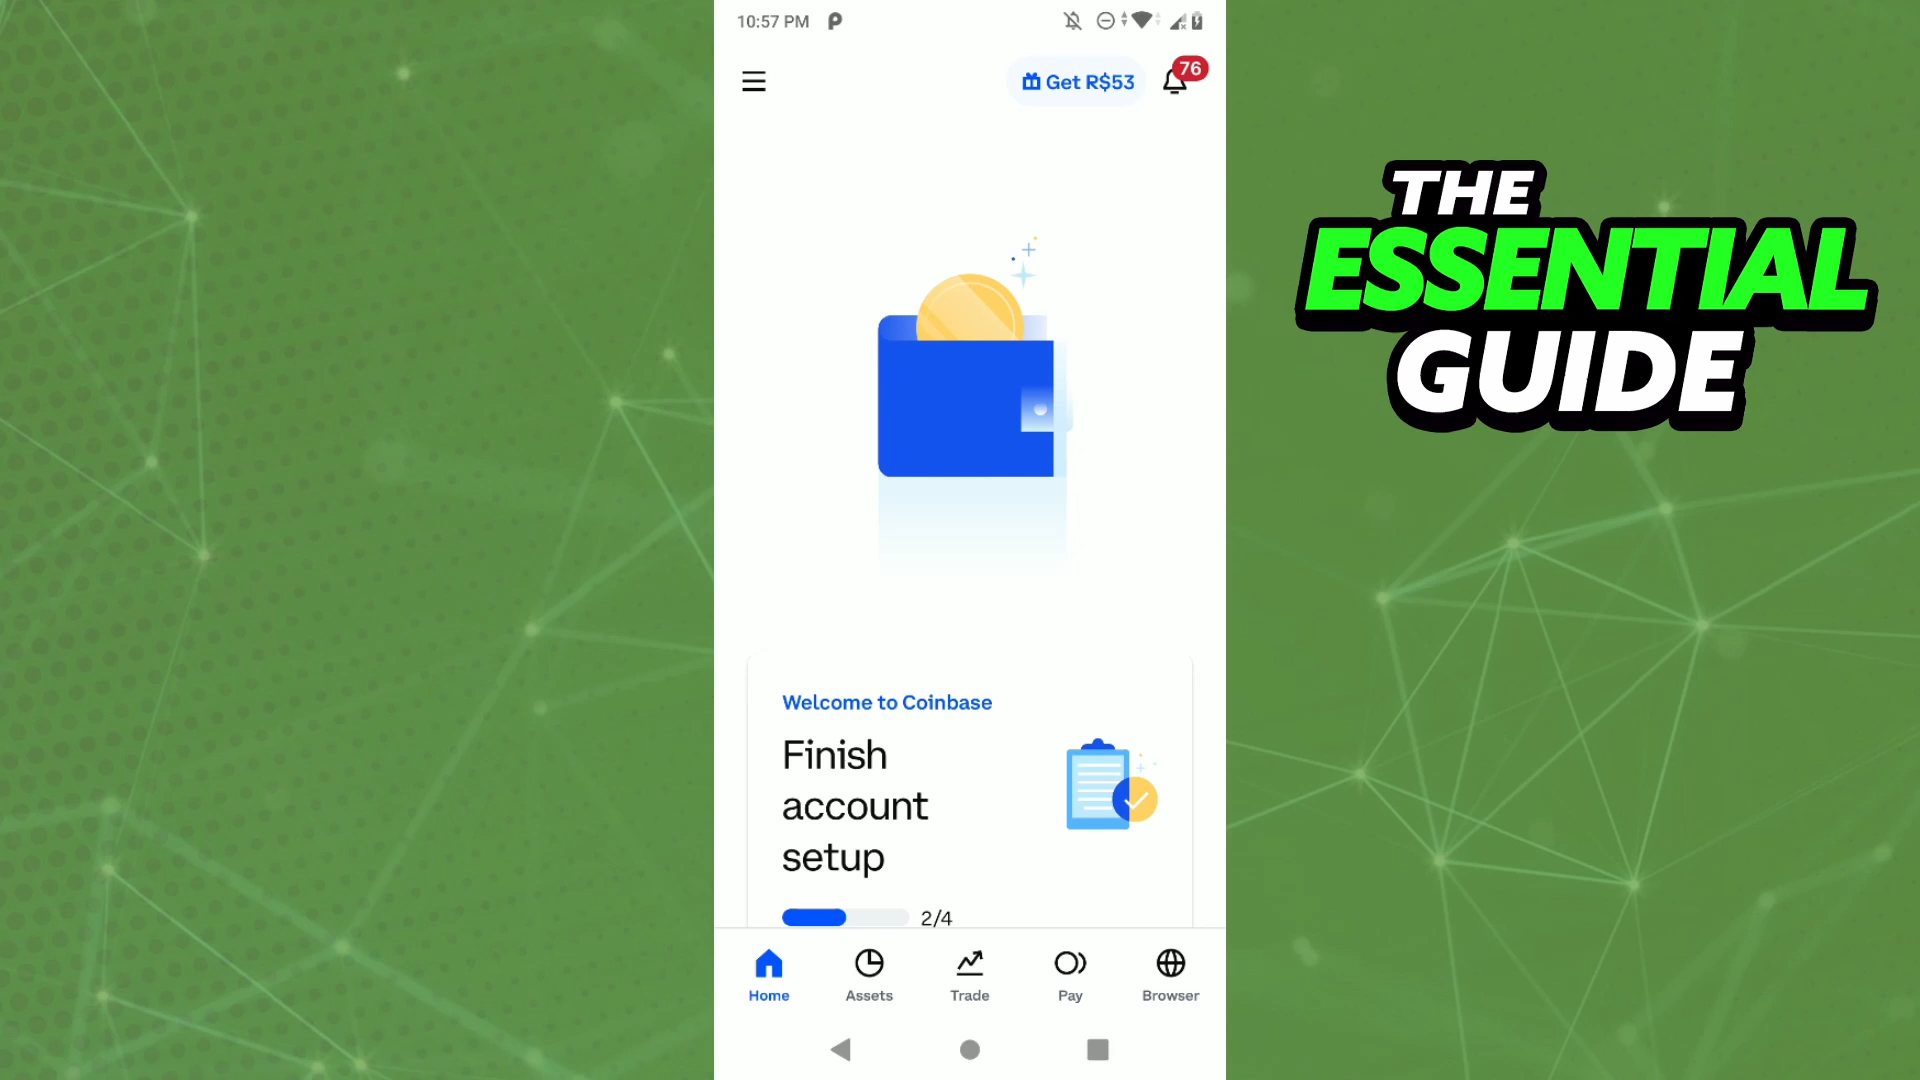 10:57 PM
Get R$53
76
THE
ESSENTIAL
GUIDE
Welcome to Coinbase
Finish
account
setup
2/4
Home
Assets
Trade
Pay
Browser